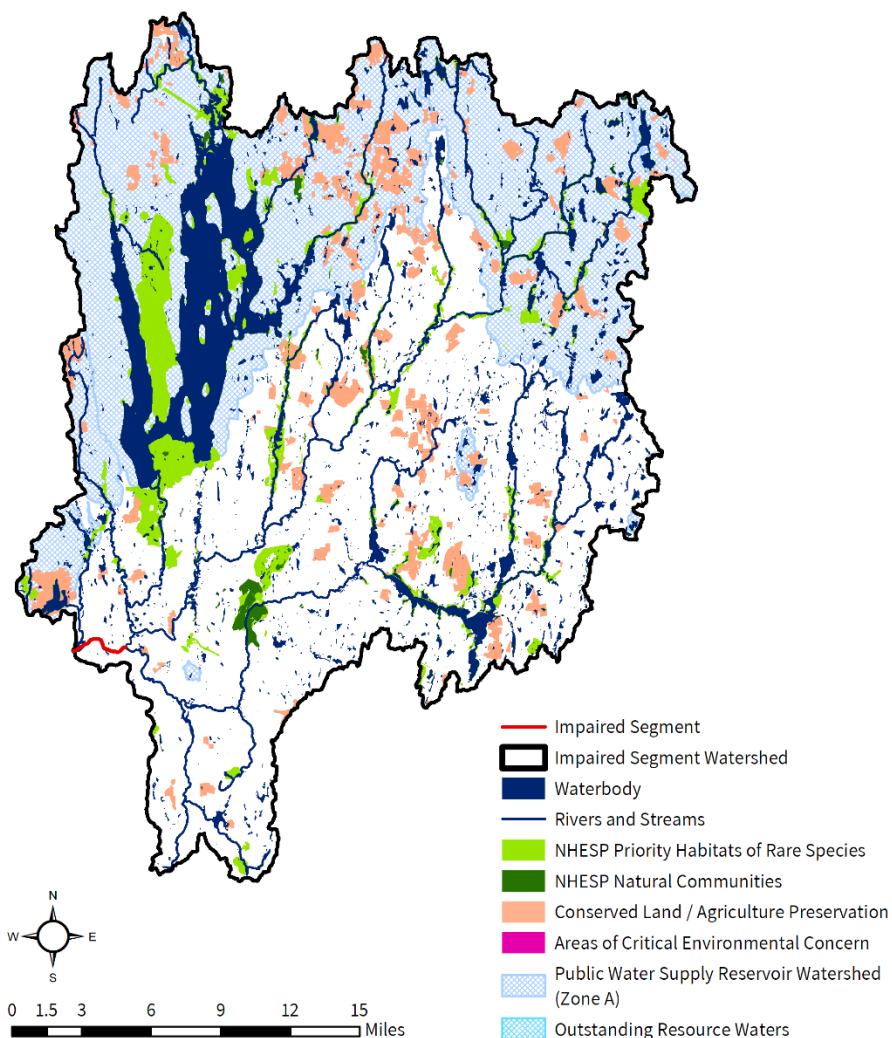 Impaired Segment
Impaired Segment Watershed
Waterbody
Rivers and Streams
NHESP Priority Habitats of Rare Species
NHESP Natural Communities
Conserved Land / Agriculture Preservation
Areas of Critical Environmental Concern
Public Water Supply Reservoir Watershed
(Zone A)
Outstanding Resource Waters
N
W E
S
0 1.5 3 6 9 12 15
Miles